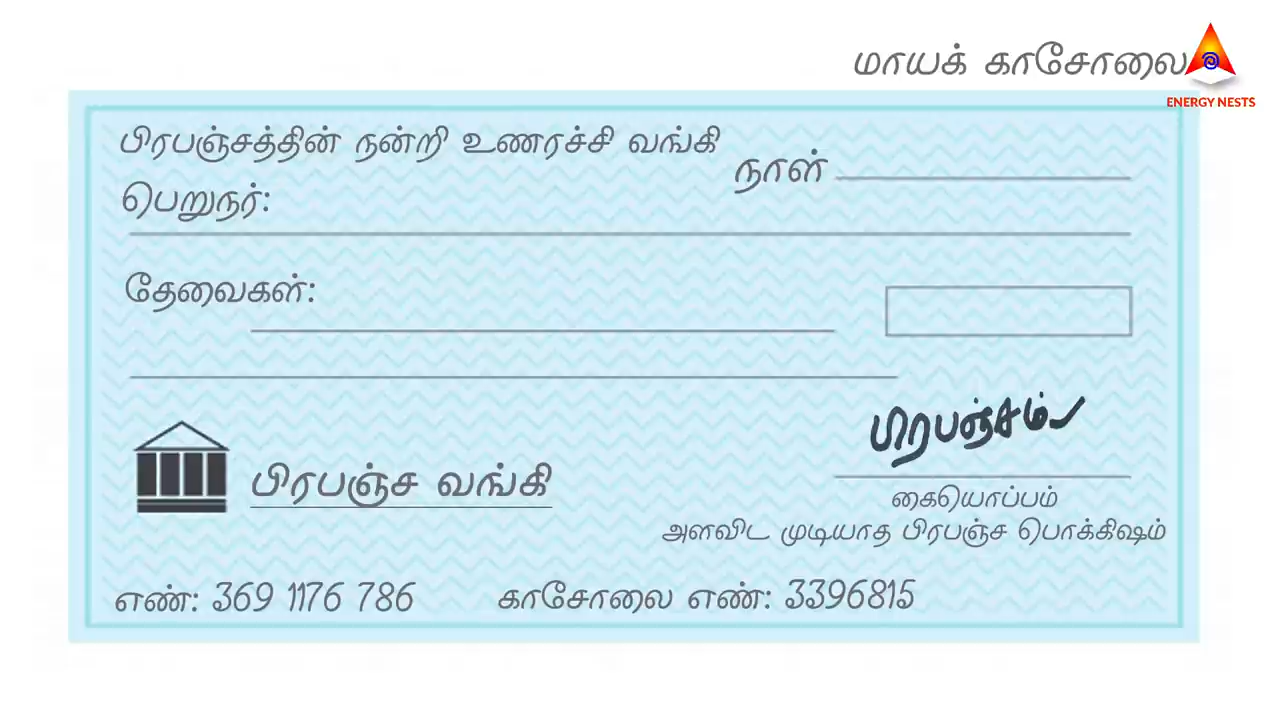 மாயக் காசோலை
ENERGY NESTS
பிரபஞ்சத்தின் நன்றி உணரச்சி வங்கி
நாள்
பெறுநர்:
தேவைகள்:
பிரபஞ்சம்
பிரபஞ்ச வங்கி
கையொப்பம்
அளவிட முடியாத பிரபஞ்ச பொக்கிஷம்
எண்: 369 1176 786 காசோலை எண்: 3396815